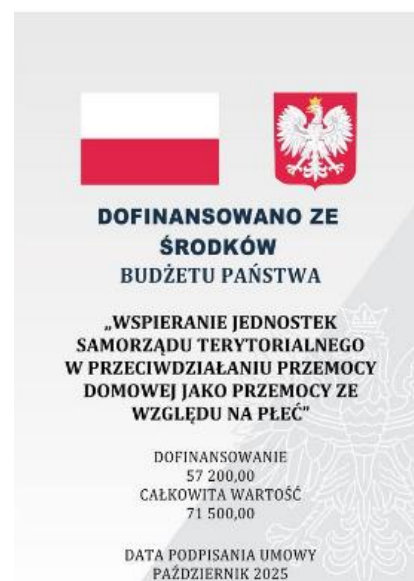 DOFINANSOWANO ZE
ŚRODKÓW
BUDŻETU PAŃSTWA
„WSPIERANIE JEDNOSTEK
SAMORZĄDU TERYTORIALNEGO
W PRZECIWDZIAŁANIU PRZEMOCY
DOMOWEJ JAKO PRZEMOCY ZE
WZGLĘDU NA PŁEĆ”
DOFINANSOWANIE
57 200,00
CAŁKOWITA WARTOŚĆ
71 500,00
DATA PODPISANIA UMOWY
PAŹDZIERNIK 2025